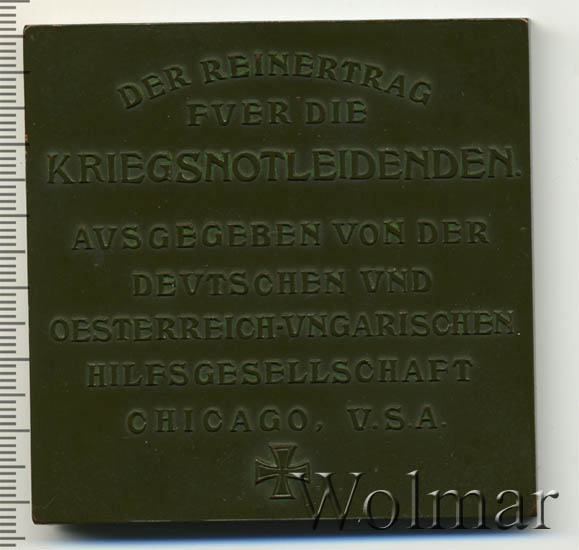 DER REINERTRAG
FVER DIE
KRIEGSNOTLEIDENDEN.
AVSGEGEBEN VON DER
DEVTSCHEN VND
OESTERREICH-VNGARISCHEN
HILFSGESELLSCHAFT
CHICAGO, V.S.A.
Wolmar